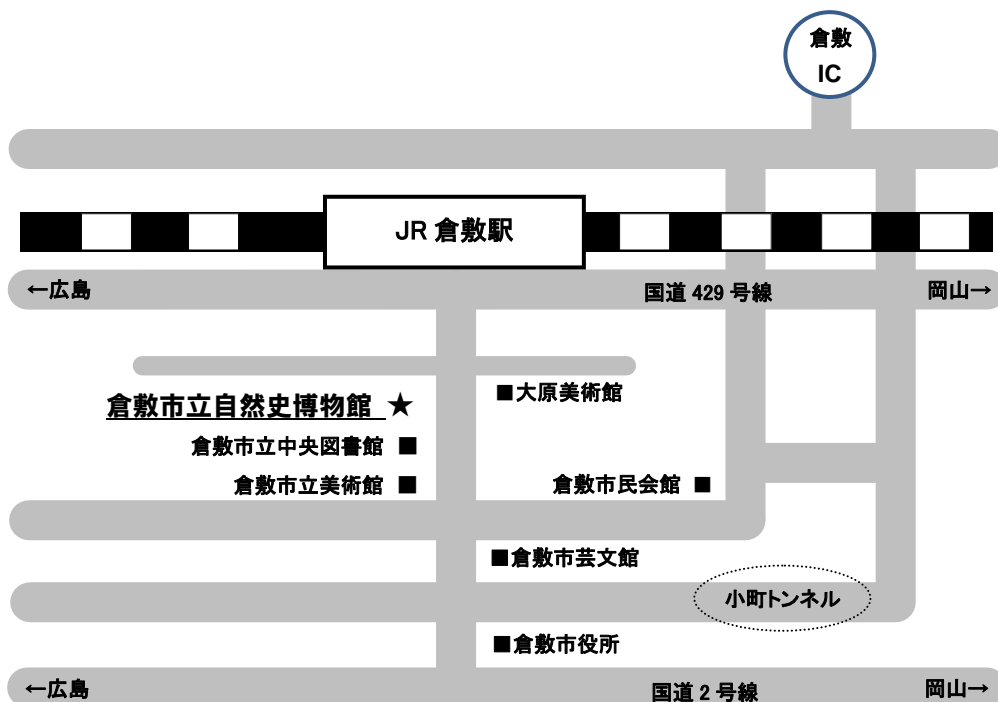 倉敷
IC
JR 倉敷駅
←広島
国道 429 号線
岡山→
■大原美術館
倉敷市立自然史博物館 ★
倉敷市立中央図書館 ■
倉敷市立美術館 ■
倉敷市民会館 ■
■倉敷市芸文館
小町トンネル
■倉敷市役所
←広島
国道 2 号線
岡山→